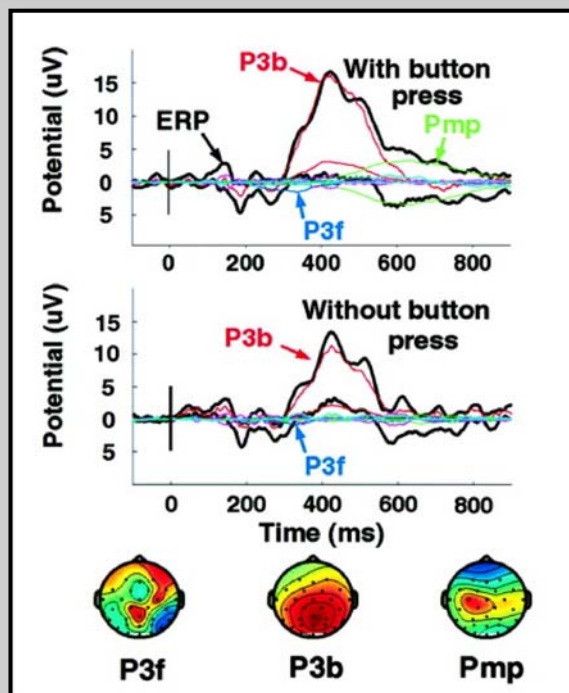 P3b
With button
press
ERP
Pmp
P3f
Potential (uV)
15
10
5
0
5
0
200
400
600
800
Without button
press
P3b
P3f
Potential (uV)
15
10
5
0
5
0
200
400
600
800
Time (ms)
P3f
P3b
Pmp